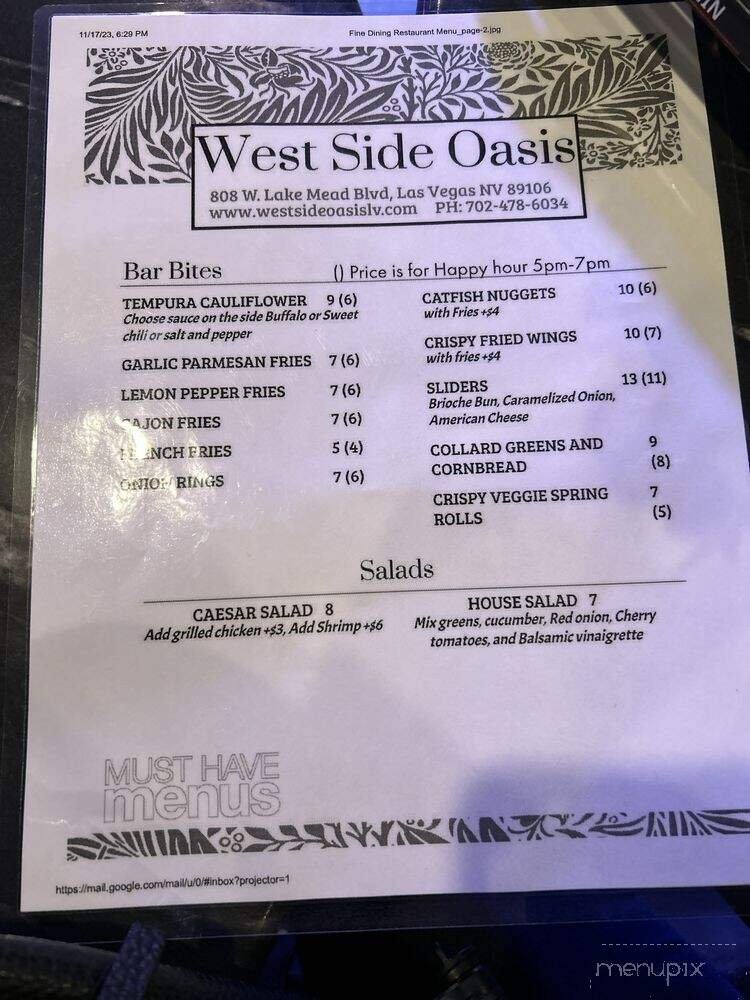 11/17/23, 6:29 PM Fine Dining Restaurant Menu_page-2.jpg
West Side Oasis
808 W. Lake Mead Blvd, Las Vegas NV 89106
www.westsideoasislv.com PH: 702-478-6034
Bar Bites () Price is for Happy hour 5pm-7pm
TEMPURA CAULIFLOWER 9 (6)
Choose sauce on the side Buffalo or Sweet
chili or salt and pepper
GARLIC PARMESAN FRIES 7 (6)
LEMON PEPPER FRIES 7 (6)
CAJON FRIES 7 (6)
FRENCH FRIES 5 (4)
ONION RINGS 7 (6)
CATFISH NUGGETS 10 (6)
with Fries +$4
CRISPY FRIED WINGS 10 (7)
with fries +$4
SLIDERS 13 (11)
Brioche Bun, Caramelized Onion,
American Cheese
COLLARD GREENS AND 9
CORNBREAD (8)
CRISPY VEGGIE SPRING 7
ROLLS (5)
Salads
CAESAR SALAD 8
Add grilled chicken +$3, Add Shrimp +$6
HOUSE SALAD 7
Mix greens, cucumber, Red onion, Cherry
tomatoes, and Balsamic vinaigrette
MUST HAVE
menus
https://mail.google.com/mail/u/0/#inbox?projector=1
menupix